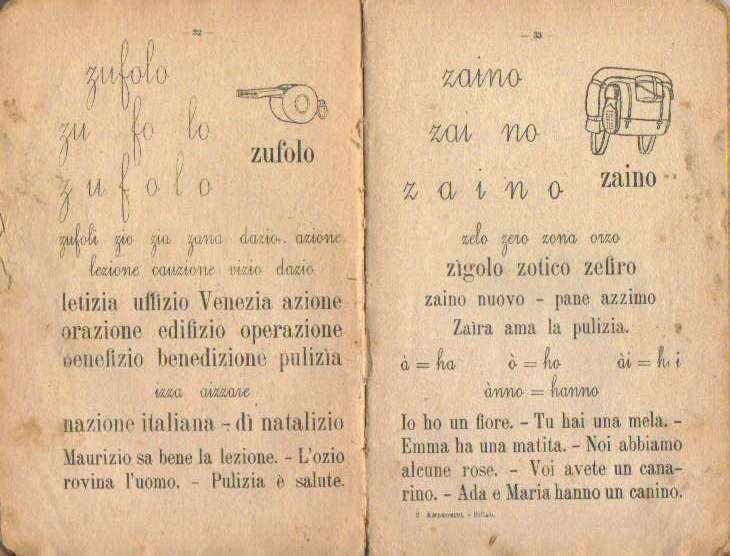 — 32 —
zufolo
zu fo lo
z u f o l o
zufolo
zufoli zio zia zana dazio azione
lezione cauzione vizio dazio
letizia uffizio Venezia azione
orazione edifizio operazione
benefizio benedizione pulizia
izza aizzare
nazione italiana - dì natalizio
Maurizio sa bene la lezione. - L'ozio
rovina l'uomo. - Pulizia è salute.
— 33 —
zaino
zai no
z a i n o
zaino
zelo zero zona orzo
zìgolo zotico zefiro
zaino nuovo - pane azzimo
Zaìra ama la pulizia.
à = ha ò = ho ài = hai
ànno = hanno
Io ho un fiore. - Tu hai una mela. -
Emma ha una matita. - Noi abbiamo
alcune rose. - Voi avete un cana-
rino. - Ada e Maria hanno un canino.